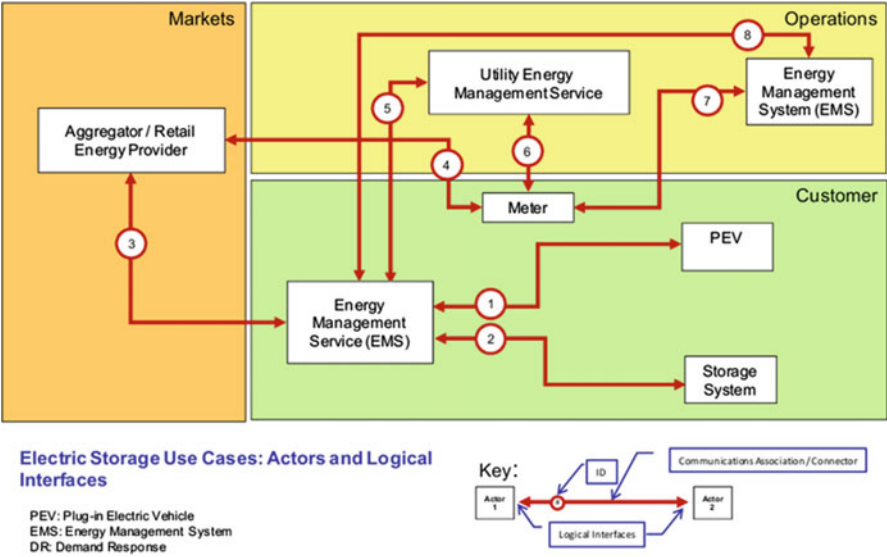 Markets
Operations
8
Utility Energy
Management Service
Energy
Management
System (EMS)
5
7
Aggregator / Retail
Energy Provider
6
4
Customer
Meter
3
PEV
Energy
Management
Service (EMS)
1
2
Storage
System
Electric Storage Use Cases: Actors and Logical
Interfaces
PEV: Plug-in Electric Vehicle
EMS: Energy Management System
DR: Demand Response
Key:
ID
Communications Association / Connector
Actor
1
#
Actor
2
Logical Interfaces